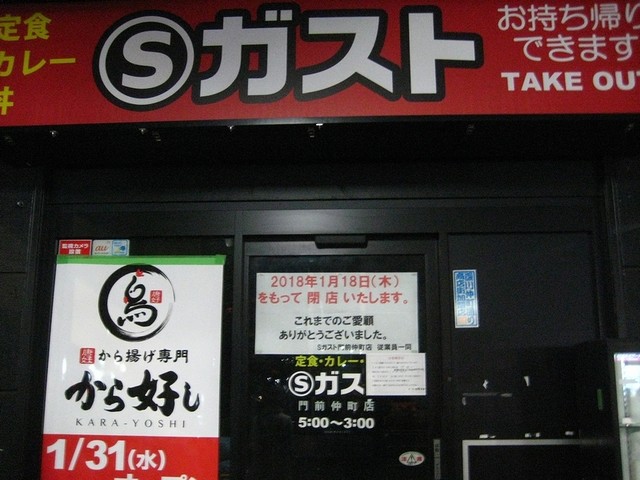 定食
カレー
丼
Sガスト
お持ち帰り
できます
TAKE OU
監視カメラ
設置
au
鳥
から揚げ専門
から好し
KARA-YOSHI
1/31(水)
オープ
2018年1月18日(木)
をもって 閉店 いたします。
これまでのご愛顧
ありがとうございました。
Sガスト門前仲町店 従業員一同
定食・カレー・
Sガス
門前仲町店
5:00〜3:00